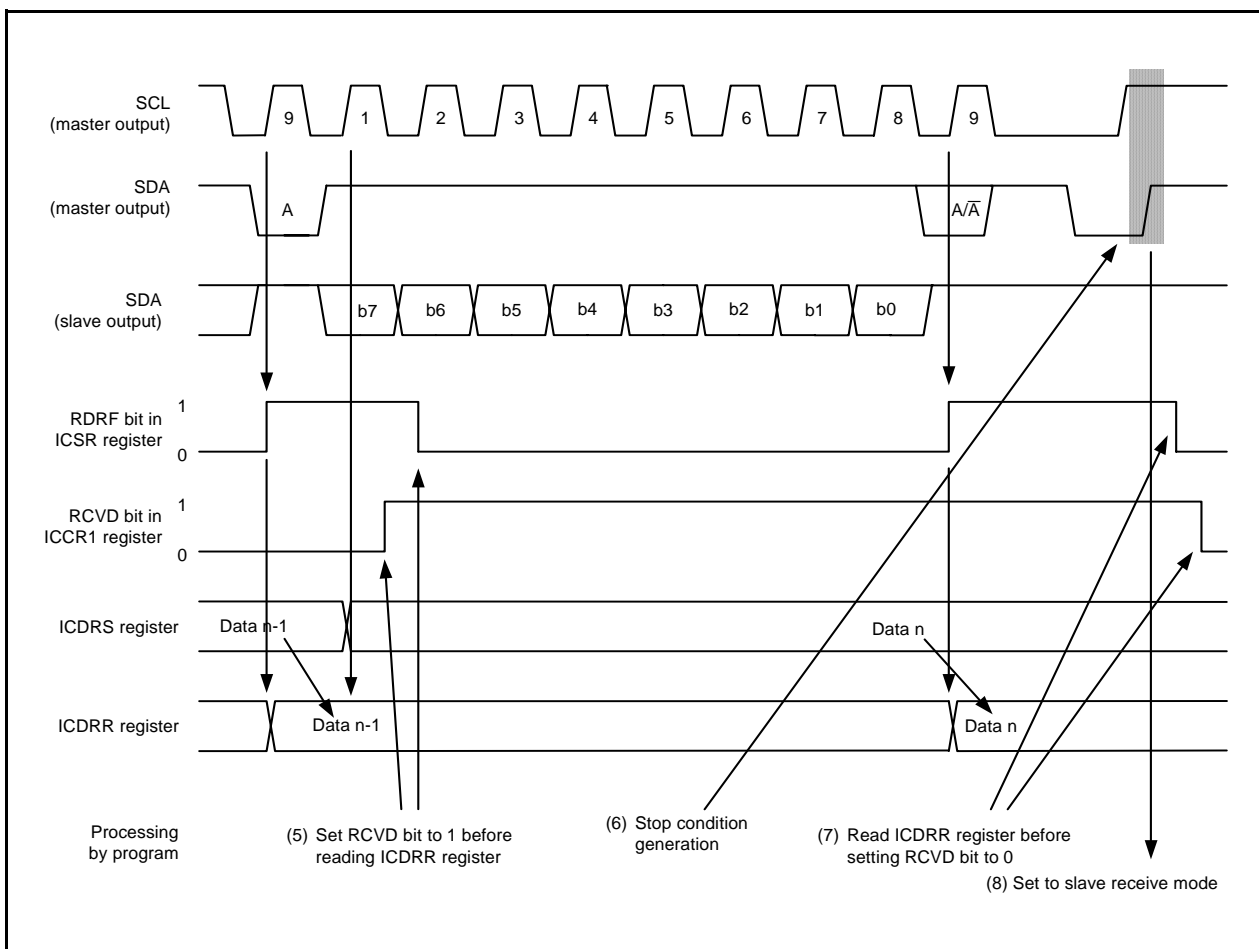 SCL
(master output)
9
1
2
3
4
5
6
7
8
9
SDA
(master output)
A
A/A̅
SDA
(slave output)
b7
b6
b5
b4
b3
b2
b1
b0
RDRF bit in
ICSR register
1
0
RCVD bit in
ICCR1 register
1
0
ICDRS register
Data n-1
Data n
ICDRR register
Data n-1
Data n
Processing
by program
(5) Set RCVD bit to 1 before
reading ICDRR register
(6) Stop condition
generation
(7) Read ICDRR register before
setting RCVD bit to 0
(8) Set to slave receive mode